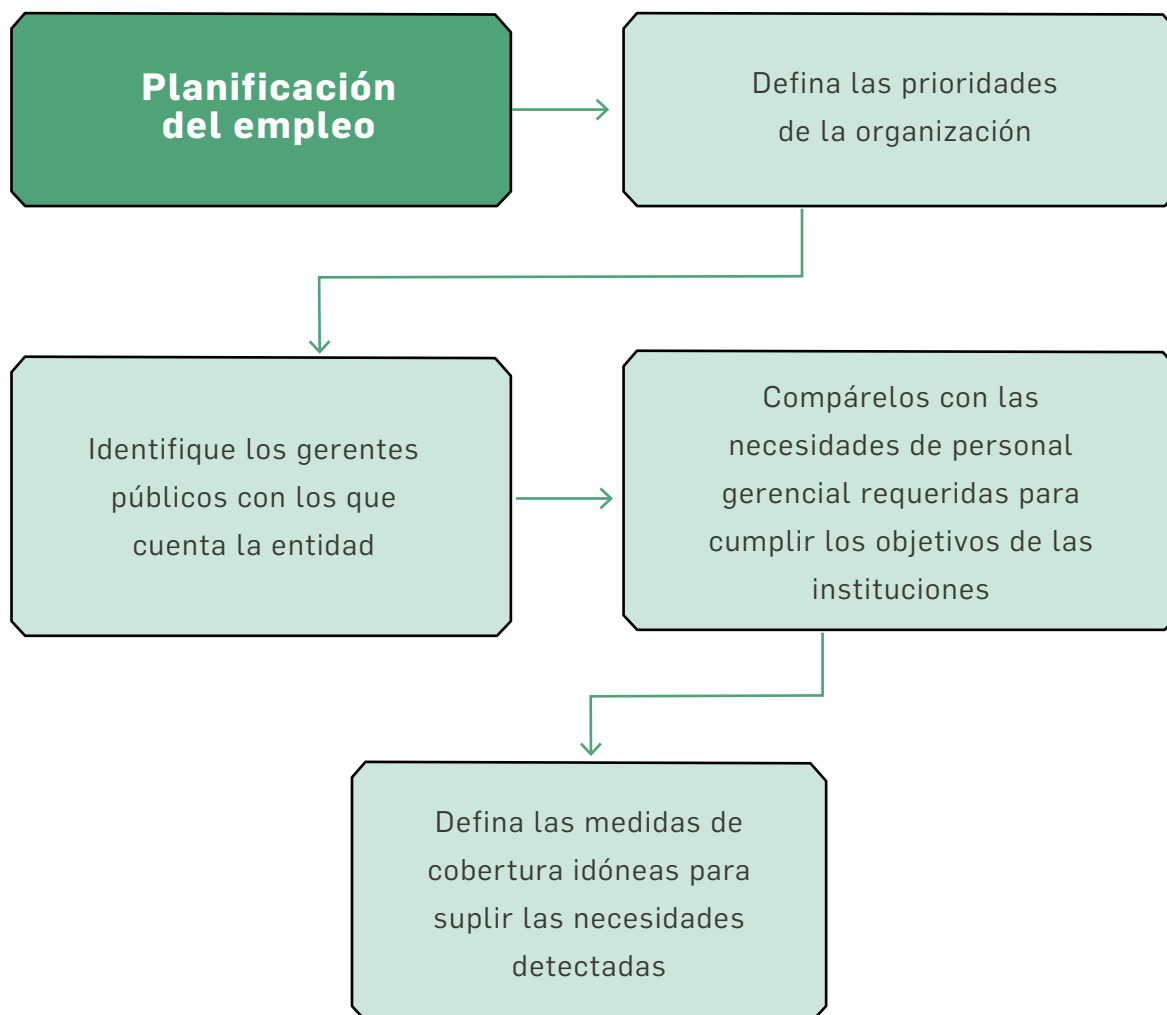 Planificación
del empleo
Defina las prioridades
de la organización
Identifique los gerentes
públicos con los que
cuenta la entidad
Compárelos con las
necesidades de personal
gerencial requeridas para
cumplir los objetivos de las
instituciones
Defina las medidas de
cobertura idóneas para
suplir las necesidades
detectadas